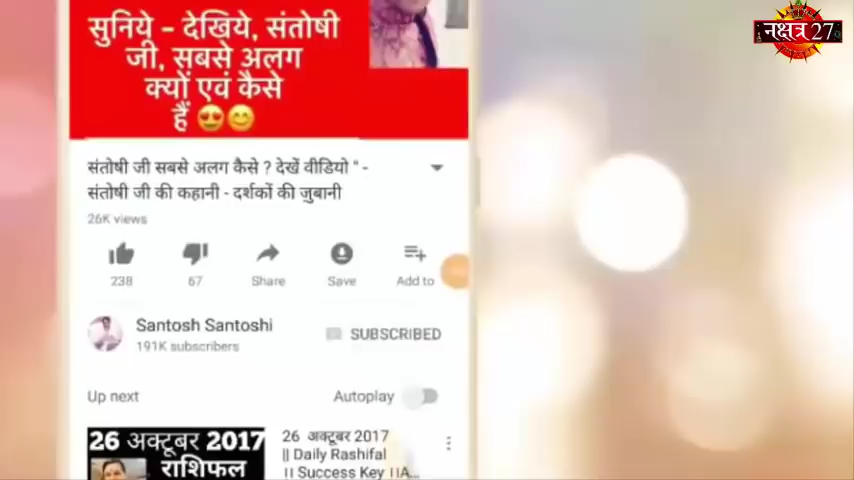 सुनिये - देखिये, संतोषी
जी, सबसे अलग
क्यों एवं कैसे
हैं 😍😊
नक्षत्र 27
संतोषी जी सबसे अलग कैसे ? देखें वीडियो " -
संतोषी जी की कहानी - दर्शकों की जुबानी
26K views
238
67
Share
Save
Add to
Santosh Santoshi
191K subscribers
SUBSCRIBED
Up next
Autoplay
26 अक्टूबर 2017
राशिफल
26 अक्टूबर 2017
|| Daily Rashifal
|| Success Key ||A...